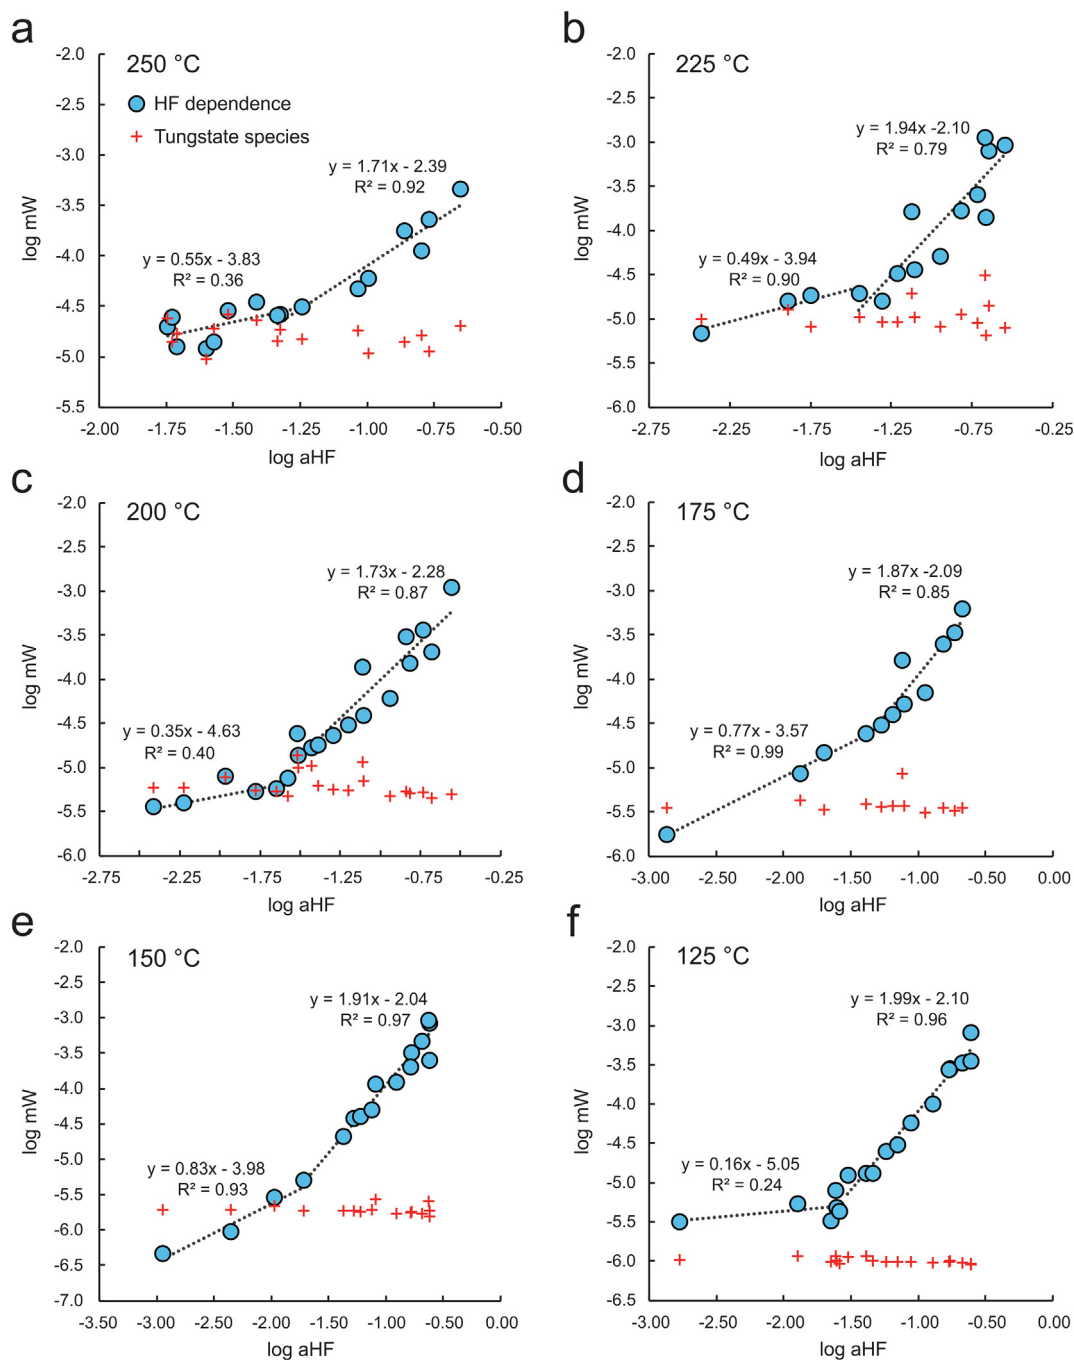 a
250 °C
HF dependence
Tungstate species
y = 1.71x - 2.39
R² = 0.92
y = 0.55x - 3.83
R² = 0.36
log mW
-2.0
-2.5
-3.0
-3.5
-4.0
-4.5
-5.0
-5.5
-2.00 -1.75 -1.50 -1.25 -1.00 -0.75 -0.50
log aHF
b
225 °C
y = 1.94x -2.10
R² = 0.79
y = 0.49x - 3.94
R² = 0.90
log mW
-2.0
-2.5
-3.0
-3.5
-4.0
-4.5
-5.0
-5.5
-6.0
-2.75 -2.25 -1.75 -1.25 -0.75 -0.25
log aHF
c
200 °C
y = 1.73x - 2.28
R² = 0.87
y = 0.35x - 4.63
R² = 0.40
log mW
-2.0
-2.5
-3.0
-3.5
-4.0
-4.5
-5.0
-5.5
-6.0
-2.75 -2.25 -1.75 -1.25 -0.75 -0.25
log aHF
d
175 °C
y = 1.87x -2.09
R² = 0.85
y = 0.77x - 3.57
R² = 0.99
log mW
-2.0
-2.5
-3.0
-3.5
-4.0
-4.5
-5.0
-5.5
-6.0
-3.00 -2.50 -2.00 -1.50 -1.00 -0.50 0.00
log aHF
e
150 °C
y = 1.91x - 2.04
R² = 0.97
y = 0.83x - 3.98
R² = 0.93
log mW
-2.0
-2.5
-3.0
-3.5
-4.0
-4.5
-5.0
-5.5
-6.0
-6.5
-7.0
-3.50 -3.00 -2.50 -2.00 -1.50 -1.00 -0.50 0.00
log aHF
f
125 °C
y = 1.99x - 2.10
R² = 0.96
y = 0.16x - 5.05
R² = 0.24
log mW
-2.0
-2.5
-3.0
-3.5
-4.0
-4.5
-5.0
-5.5
-6.0
-6.5
-3.00 -2.50 -2.00 -1.50 -1.00 -0.50 0.00
log aHF